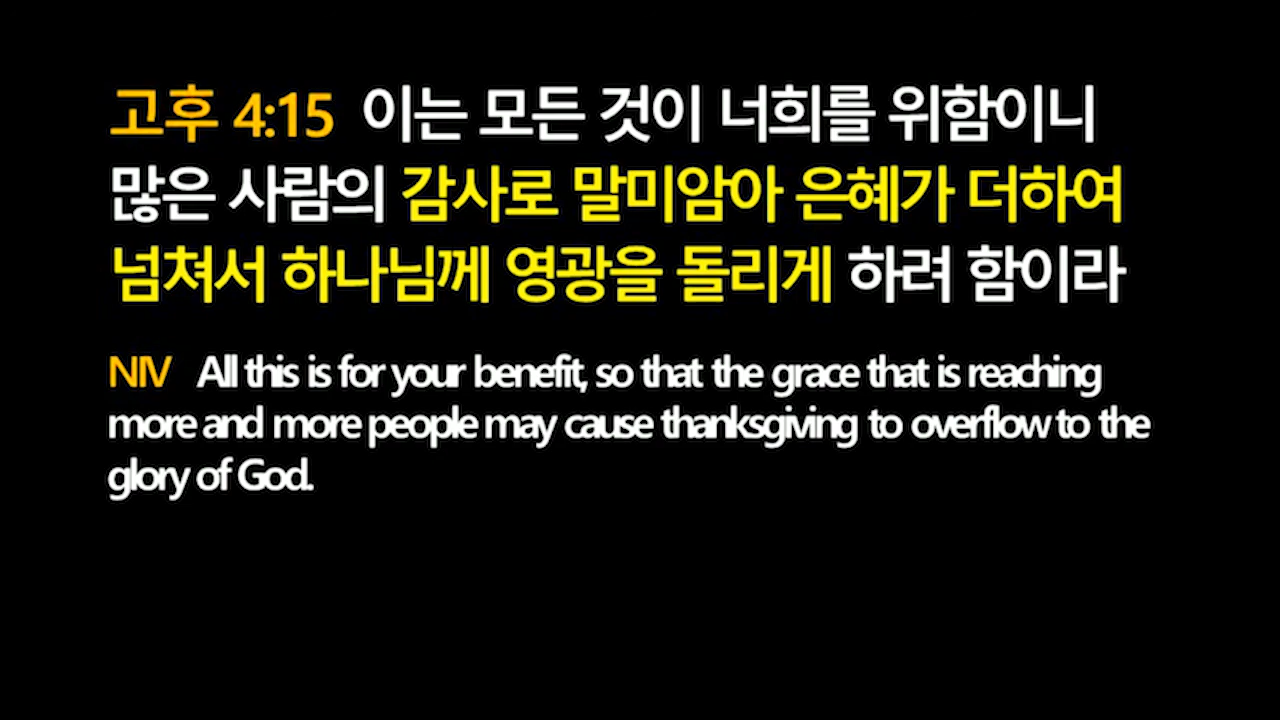 고후 4:15 이는 모든 것이 너희를 위함이니
많은 사람의 감사로 말미암아 은혜가 더하여
넘쳐서 하나님께 영광을 돌리게 하려 함이라
NIV All this is for your benefit, so that the grace that is reaching
more and more people may cause thanksgiving to overflow to the
glory of God.